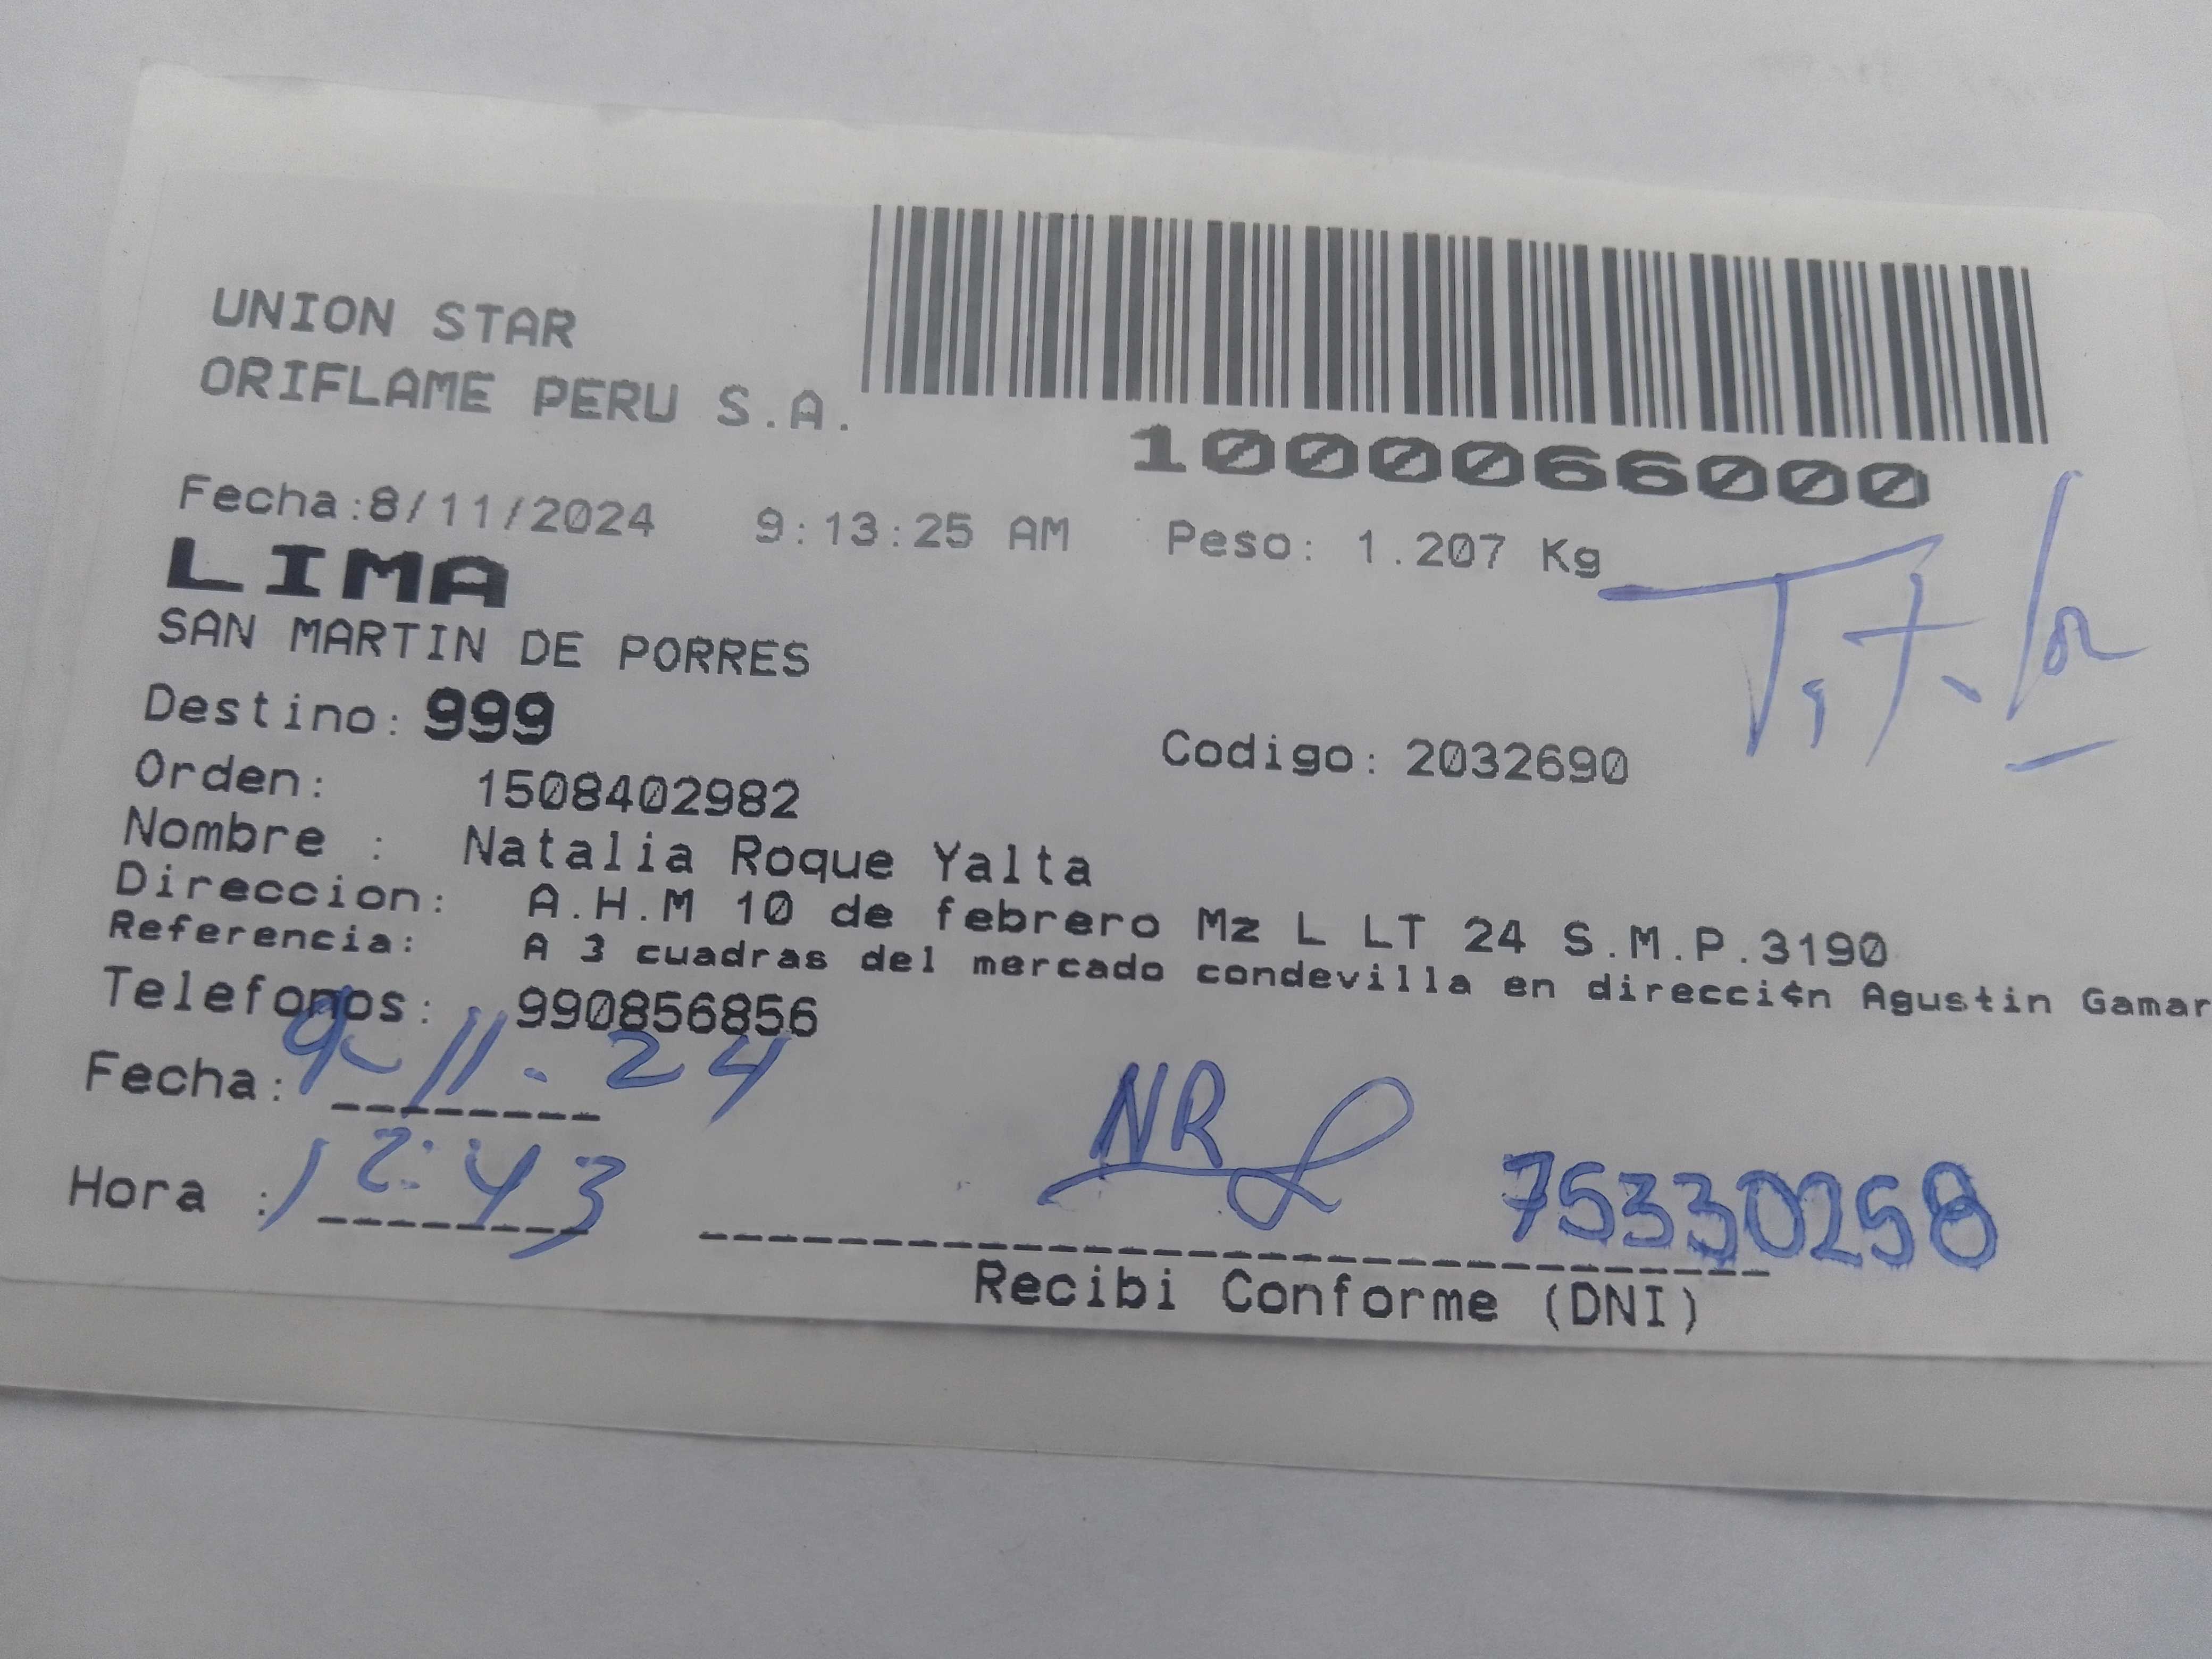 UNION STAR
ORIFLAME PERU S.A.
1000066000
Fecha:8/11/2024 9:13:25 AM Peso: 1.207 Kg
LIMA
SAN MARTIN DE PORRES
Destino: 999
Codigo: 2032690
Orden: 1508402982
Nombre : Natalia Roque Yalta
Direccion: A.H.M 10 de febrero Mz L LT 24 S.M.P.3190
Referencia: A 3 cuadras del mercado condevilla en direcci¢n Agustin Gamar
Telefonos: 990856856
Fecha: 9-11-24
Hora : 12:43
NR 75330258
Recibi Conforme (DNI)